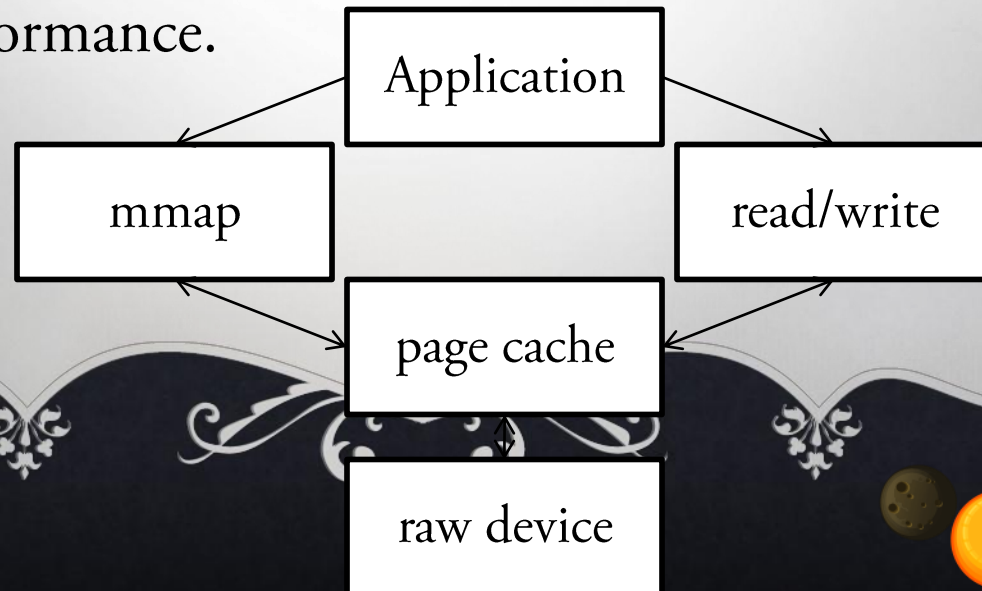 ormance.
Application
mmap
read/write
page cache
raw device